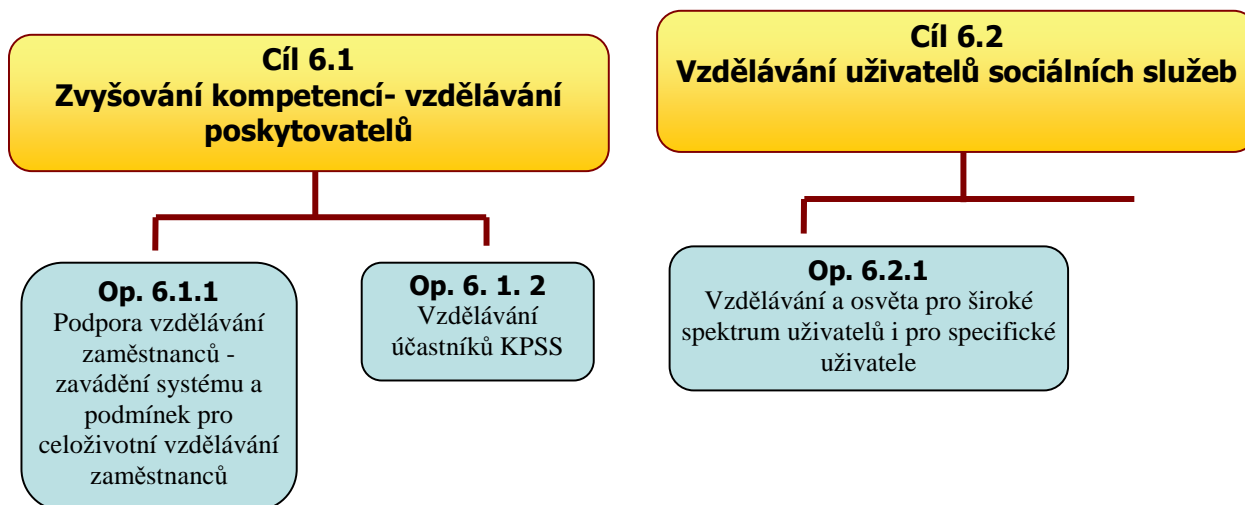 Cíl 6.1
Zvyšování kompetencí- vzdělávání
poskytovatelů
Cíl 6.2
Vzdělávání uživatelů sociálních služeb
Op. 6.1.1
Podpora vzdělávání
zaměstnanců -
zavádění systému a
podmínek pro
celoživotní vzdělávání
zaměstnanců
Op. 6. 1. 2
Vzdělávání
účastníků KPSS
Op. 6.2.1
Vzdělávání a osvěta pro široké
spektrum uživatelů i pro specifické
uživatele